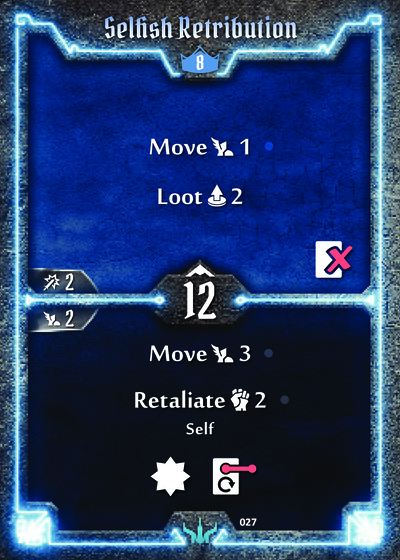 Selfish Retribution
8
Move 1
Loot 2
2
12
2
Move 3
Retaliate 2
Self
027